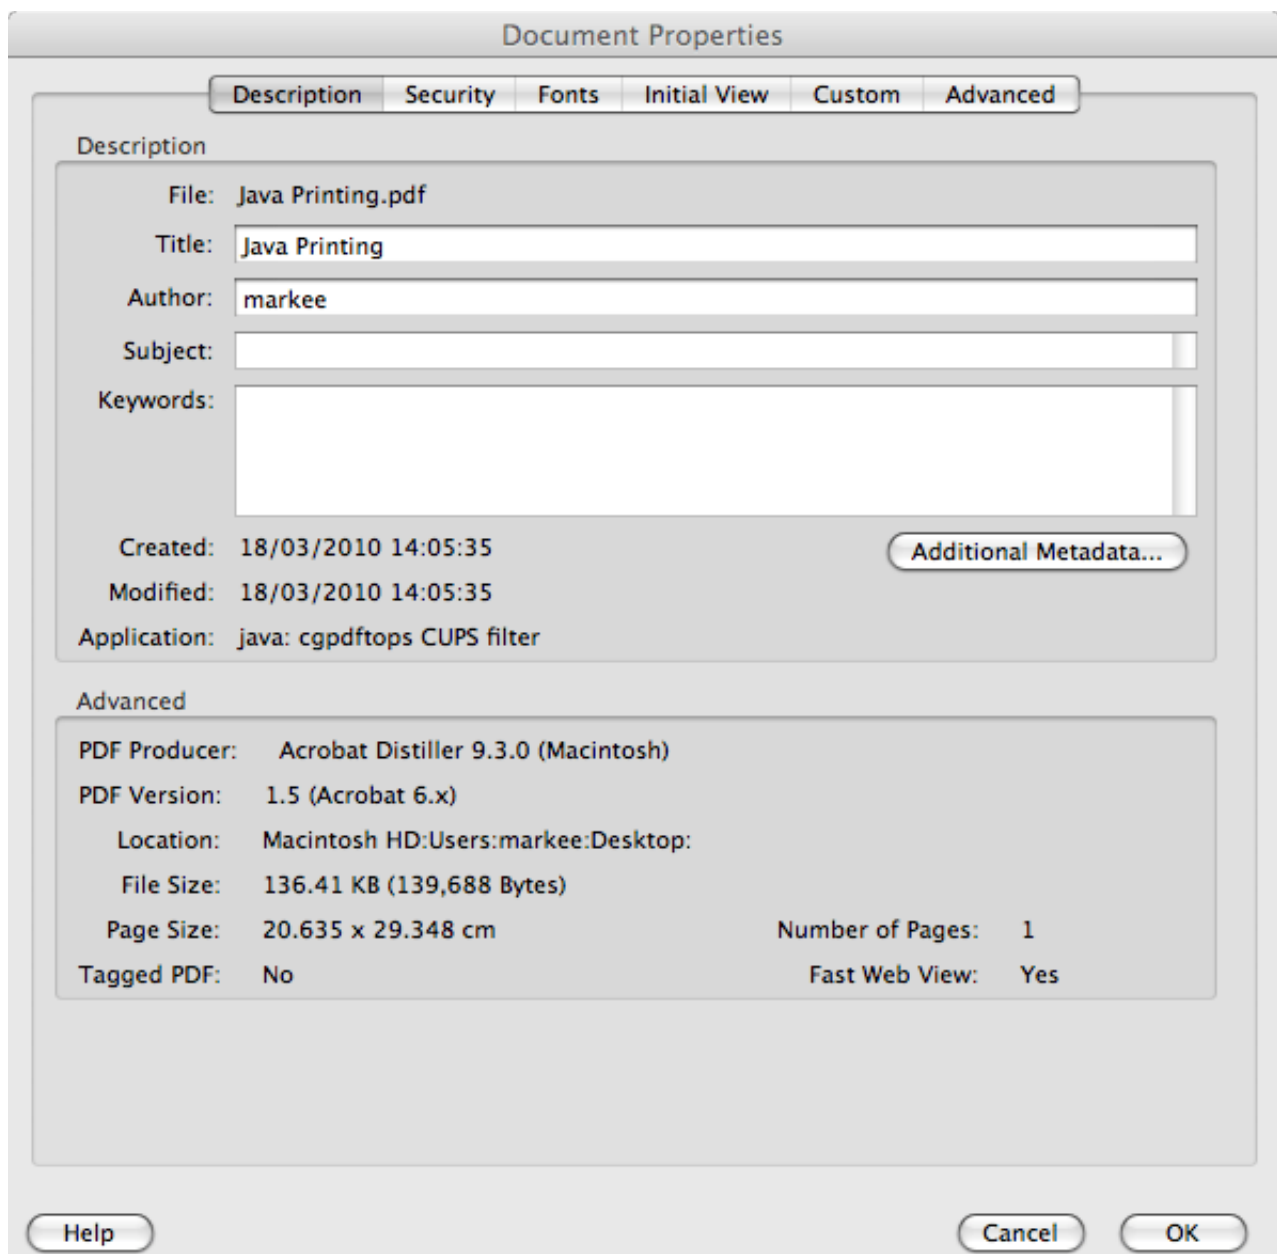 Document Properties
Description Security Fonts Initial View Custom Advanced
Description
File: Java Printing.pdf
Title: Java Printing
Author: markee
Subject:
Keywords:
Created: 18/03/2010 14:05:35 Additional Metadata...
Modified: 18/03/2010 14:05:35
Application: java: cgpdftops CUPS filter
Advanced
PDF Producer: Acrobat Distiller 9.3.0 (Macintosh)
PDF Version: 1.5 (Acrobat 6.x)
Location: Macintosh HD:Users:markee:Desktop:
File Size: 136.41 KB (139,688 Bytes)
Page Size: 20.635 x 29.348 cm Number of Pages: 1
Tagged PDF: No Fast Web View: Yes
Help Cancel OK